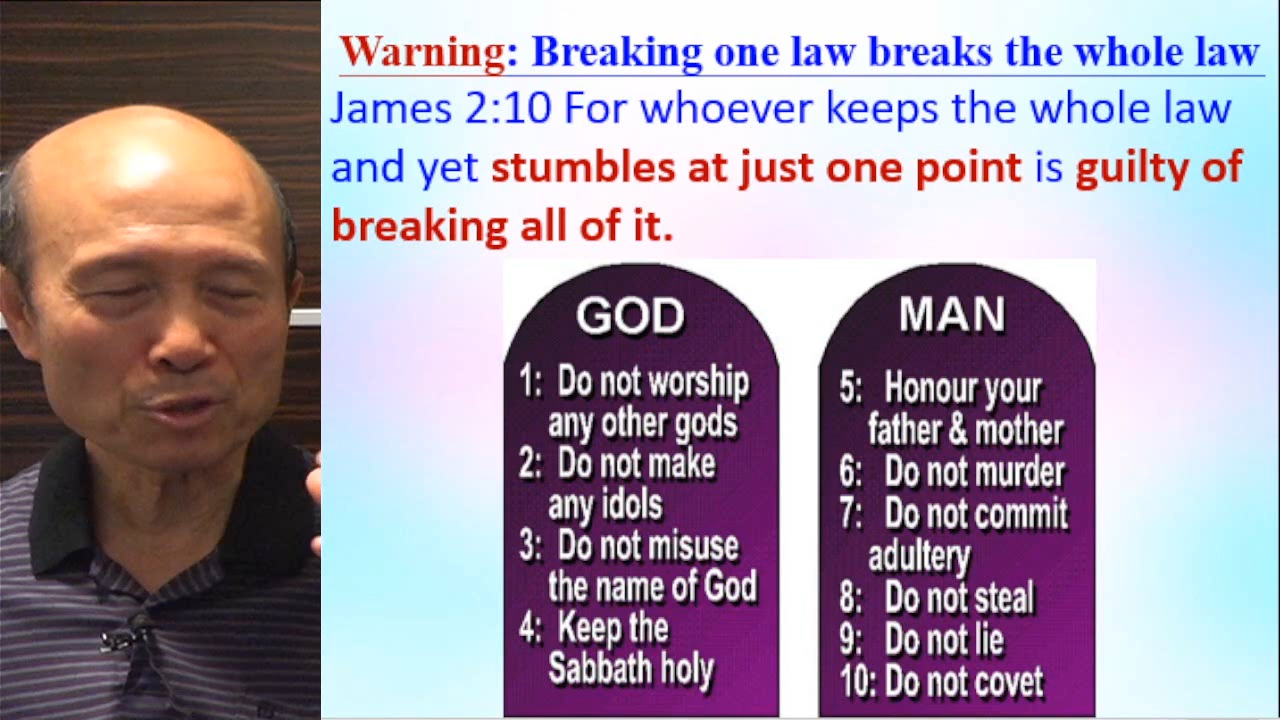 Warning: Breaking one law breaks the whole law
James 2:10 For whoever keeps the whole law
and yet stumbles at just one point is guilty of
breaking all of it.
GOD
1: Do not worship
any other gods
2: Do not make
any idols
3: Do not misuse
the name of God
4: Keep the
Sabbath holy
MAN
5: Honour your
father & mother
6: Do not murder
7: Do not commit
adultery
8: Do not steal
9: Do not lie
10: Do not covet